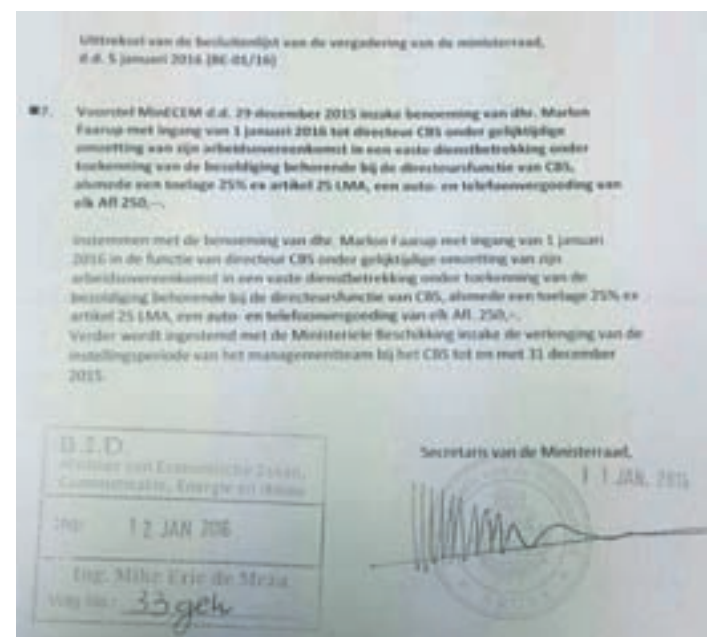 Uittreksel van de besluitenlijst van de vergadering van de ministerraad,
d.d. 5 januari 2016 (BE-01/16)
7. Voorstel MinECEM d.d. 29 december 2015 inzake benoeming van dhr. Marlon
Faarup met ingang van 1 januari 2016 tot directeur CBS onder gelijktijdige
omzetting van zijn arbeidsovereenkomst in een vaste dienstbetrekking onder
toekenning van de bezoldiging behorende bij de directeursfunctie van CBS,
alsmede een toelage 25% ex artikel 25 LMA, een auto- en telefoonvergoeding van
elk Afl 250,--.
Instemmen met de benoeming van dhr. Marlon Faarup met ingang van 1 januari
2016 in de functie van directeur CBS onder gelijktijdige omzetting van zijn
arbeidsovereenkomst in een vaste dienstbetrekking onder toekenning van de
bezoldiging behorende bij de directeursfunctie van CBS, alsmede een toelage 25% ex
artikel 25 LMA, een auto- en telefoonvergoeding van elk Afl. 250,-.
Verder wordt ingestemd met de Ministeriële Beschikking inzake de verlenging van de
instellingsperiode van het managementteam bij het CBS tot en met 31 december
2015.
Secretaris van de Ministerraad,
11 JAN. 2016
B.I.D.
Minister van Economische Zaken,
Communicatie, Energie en Milieu
12 JAN 2016
Ing. Mike Eric de Meza
Volg No.: 33 geh